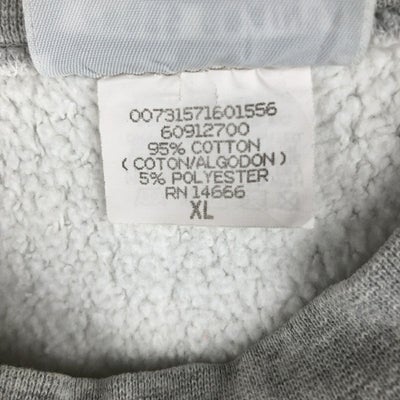 00731571601556
60912700
95% COTTON
(COTON/ALGODON)
5% POLYESTER
RN 14666
XL